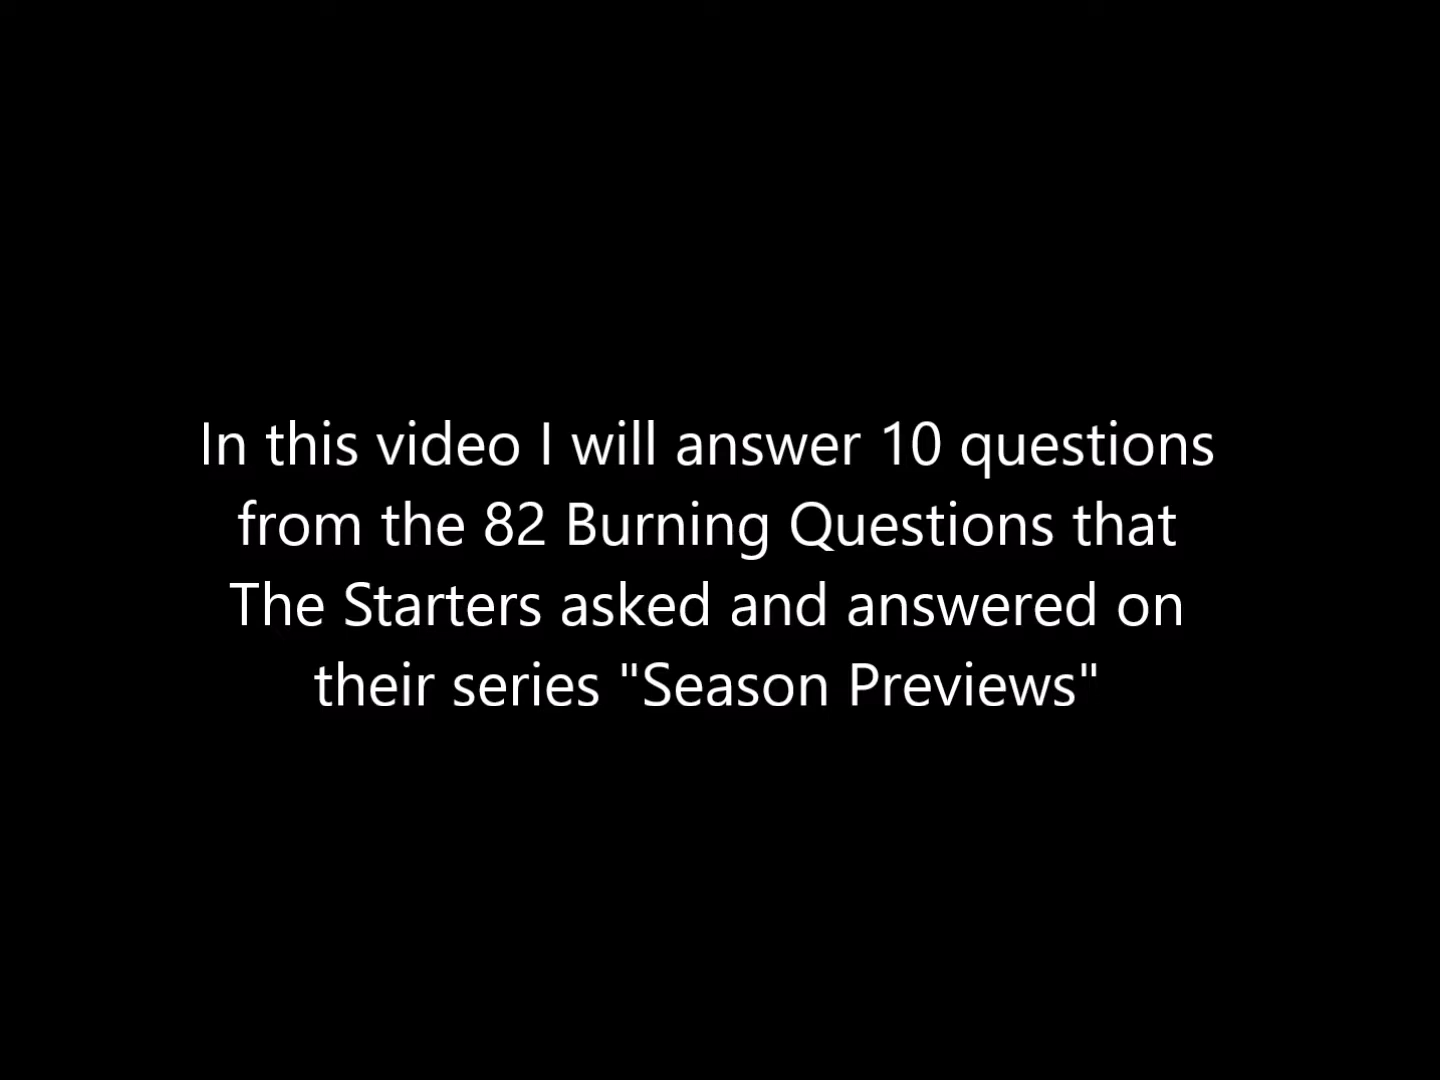 In this video I will answer 10 questions
from the 82 Burning Questions that
The Starters asked and answered on
their series "Season Previews"